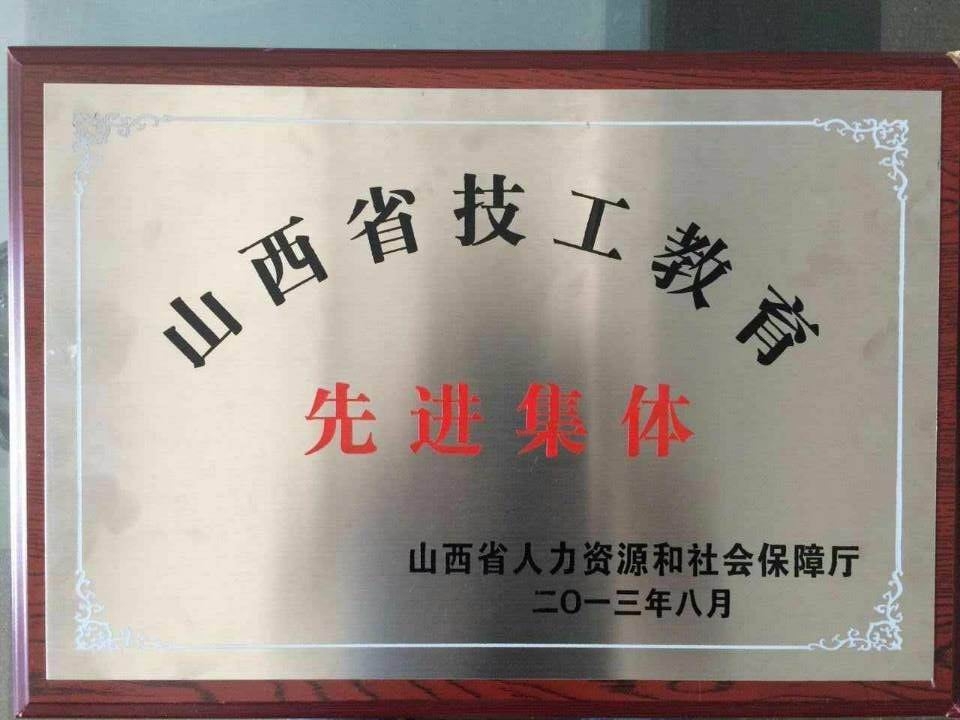 山西省技工教育
先进集体
山西省人力资源和社会保障厅
二〇一三年八月